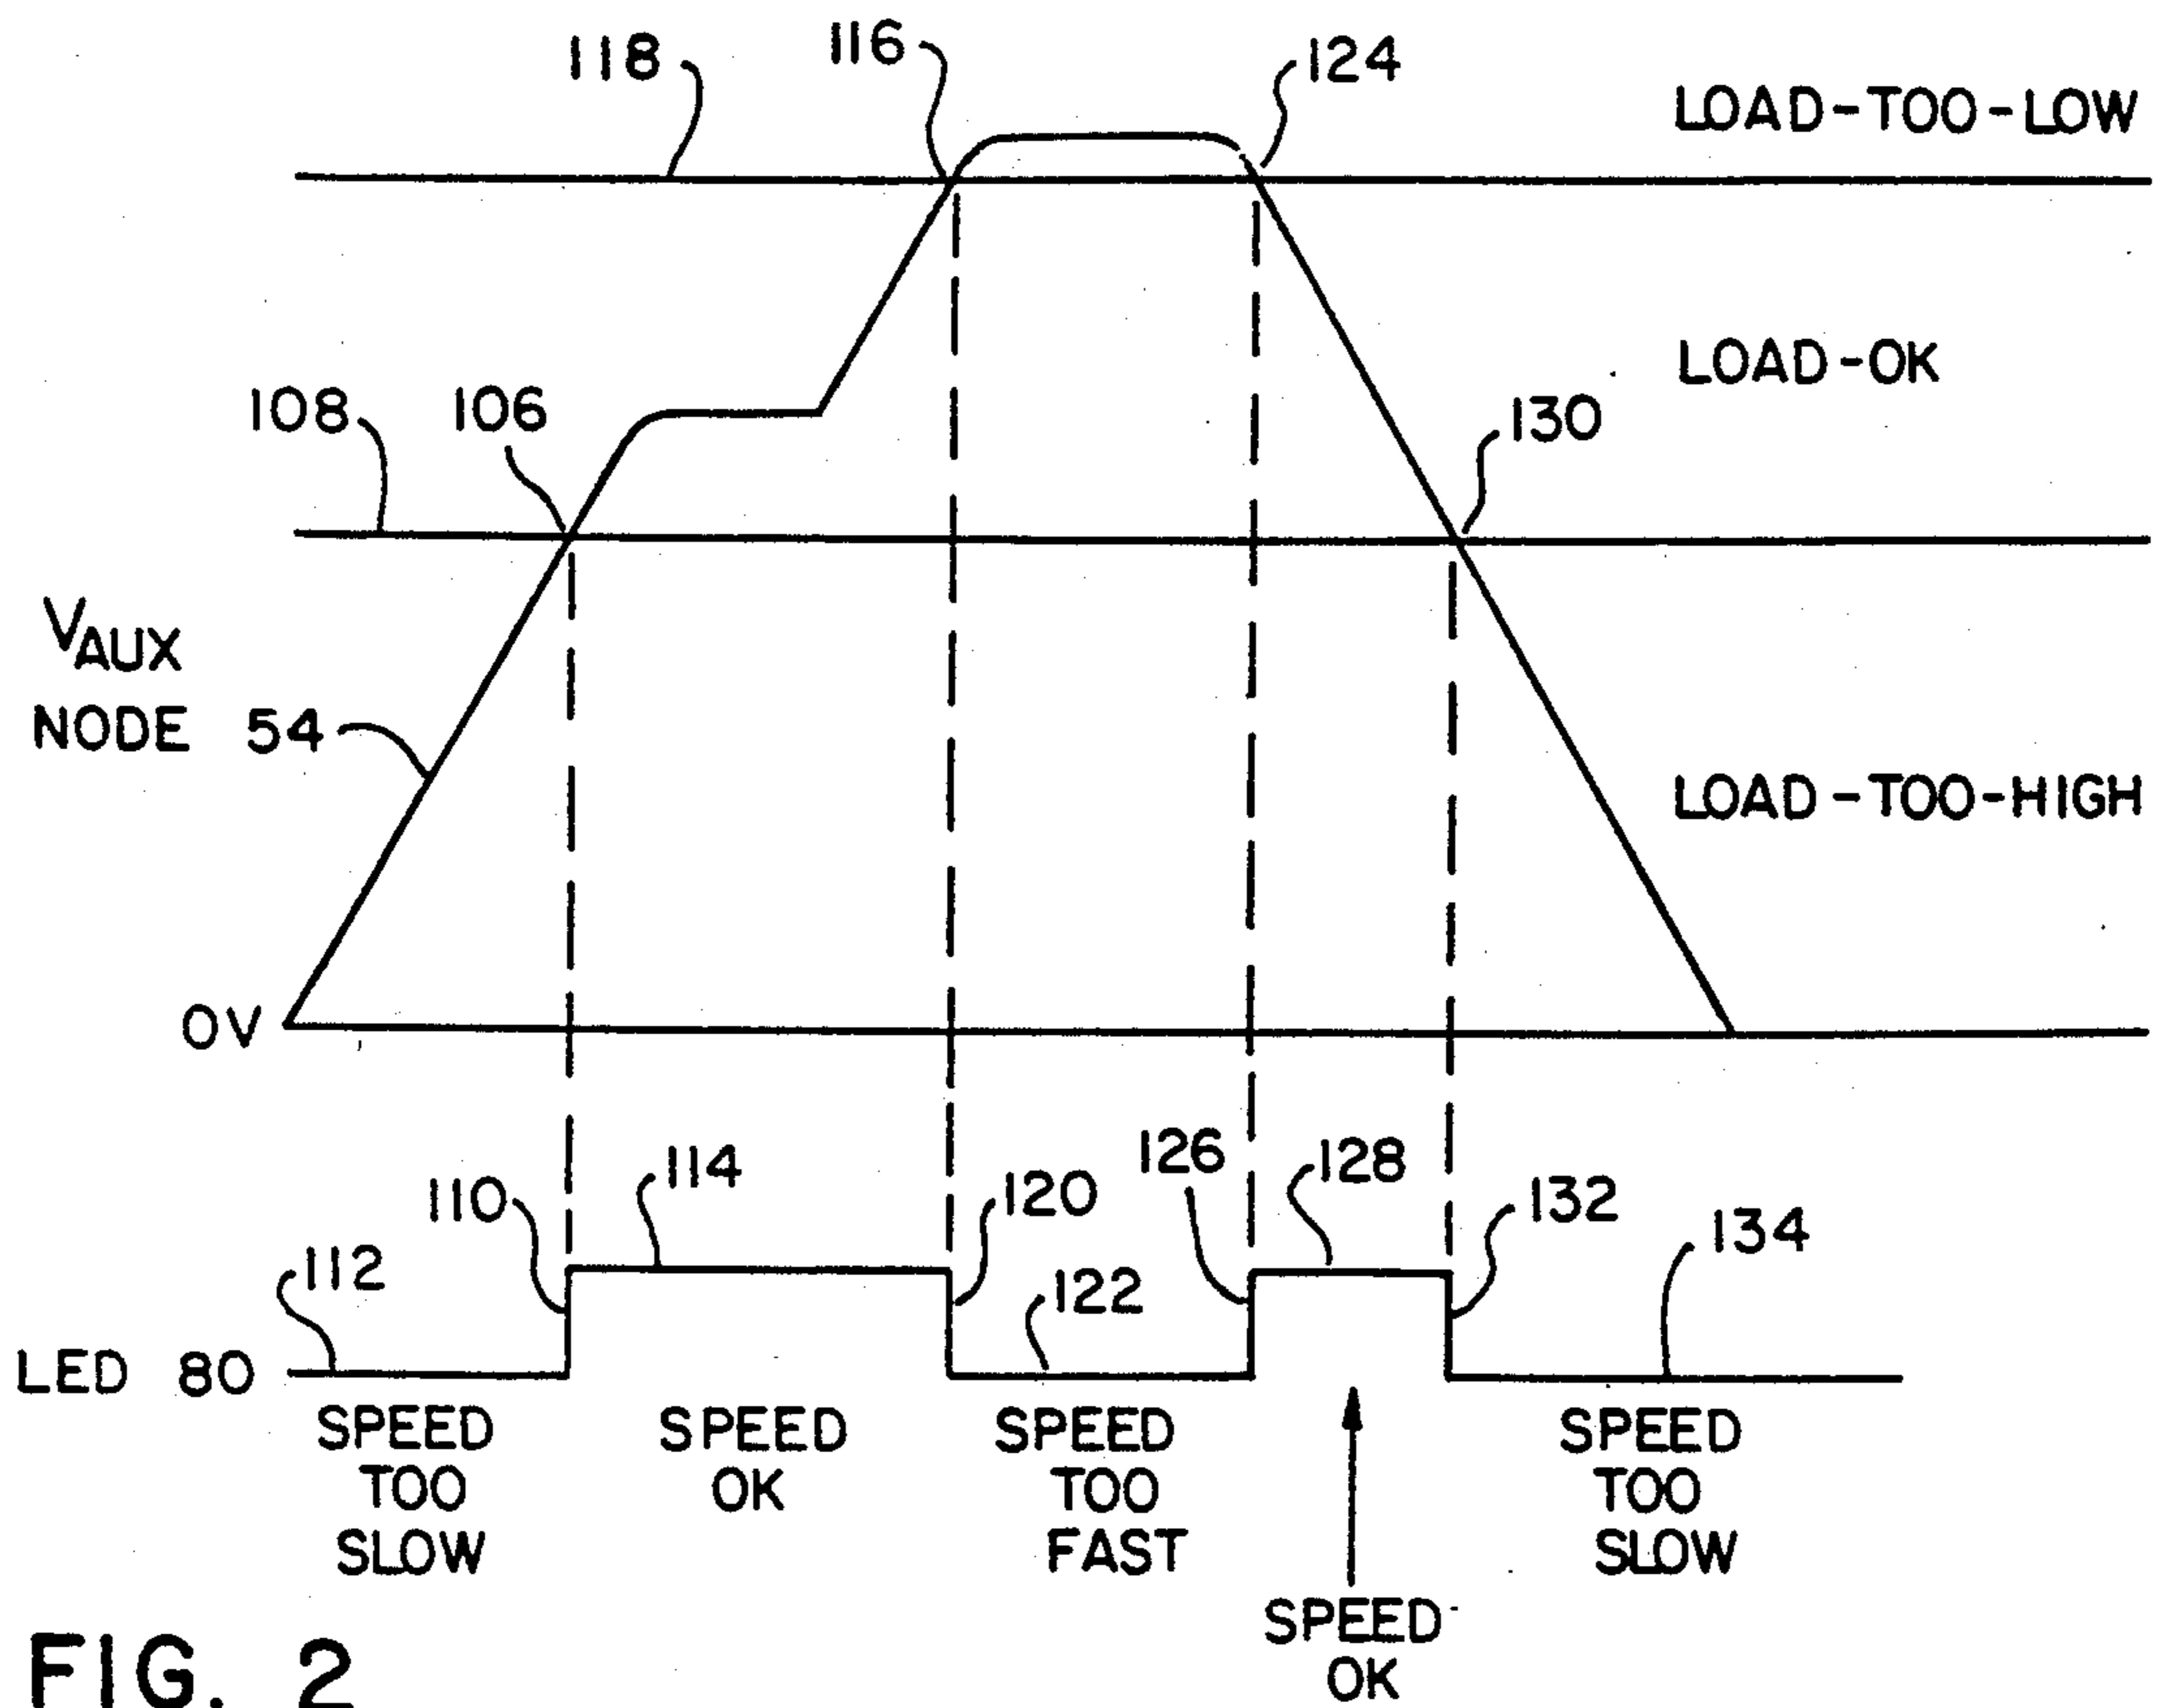 118
116
124
LOAD-TOO-LOW
LOAD-OK
108
106
130
VAUX
NODE 54
LOAD-TOO-HIGH
0V
110
114
120
126
128
132
134
112
122
LED 80
SPEED
TOO
SLOW
SPEED
OK
SPEED
TOO
FAST
SPEED
OK
SPEED
TOO
SLOW
FIG. 2